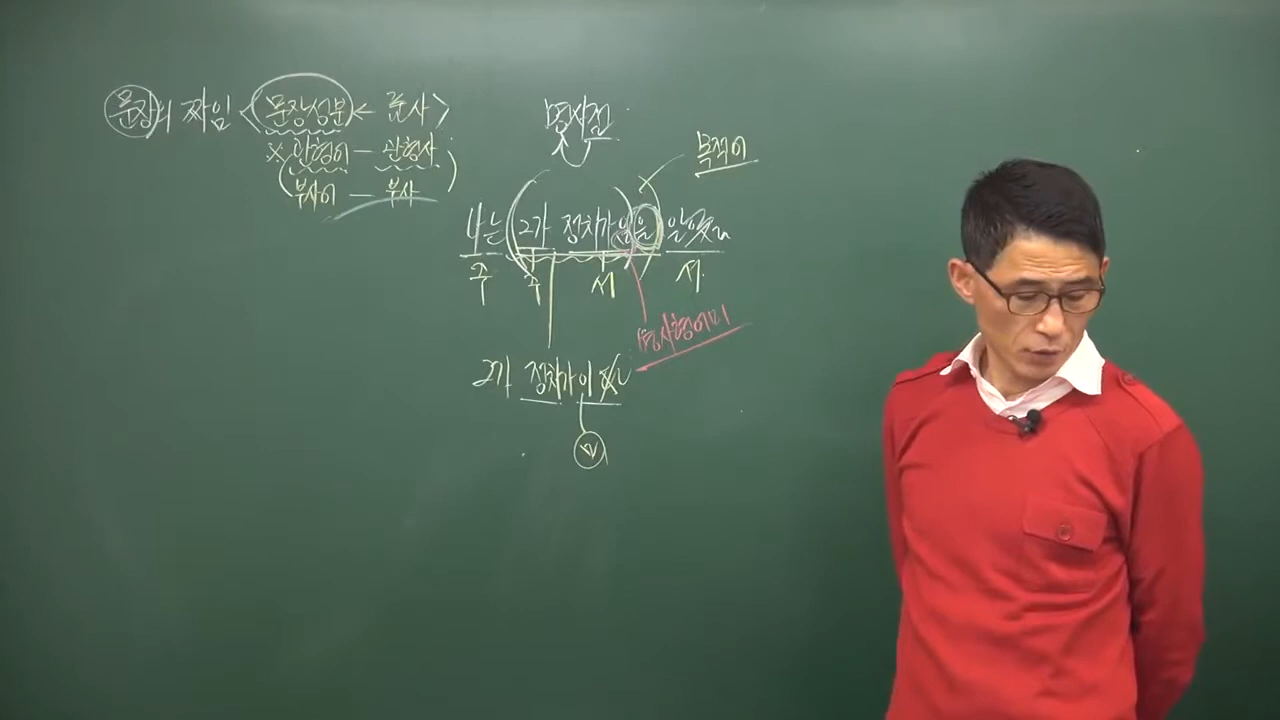 문장의 짜임 < 문장성분 ← 품사 >
※ 관형어 - 관형사
(부사어 - 부사)
명사절
목적어
나는 (그가 정치가임)을 알았다
주 주 서 서
명사형어미
그가 정치가이다